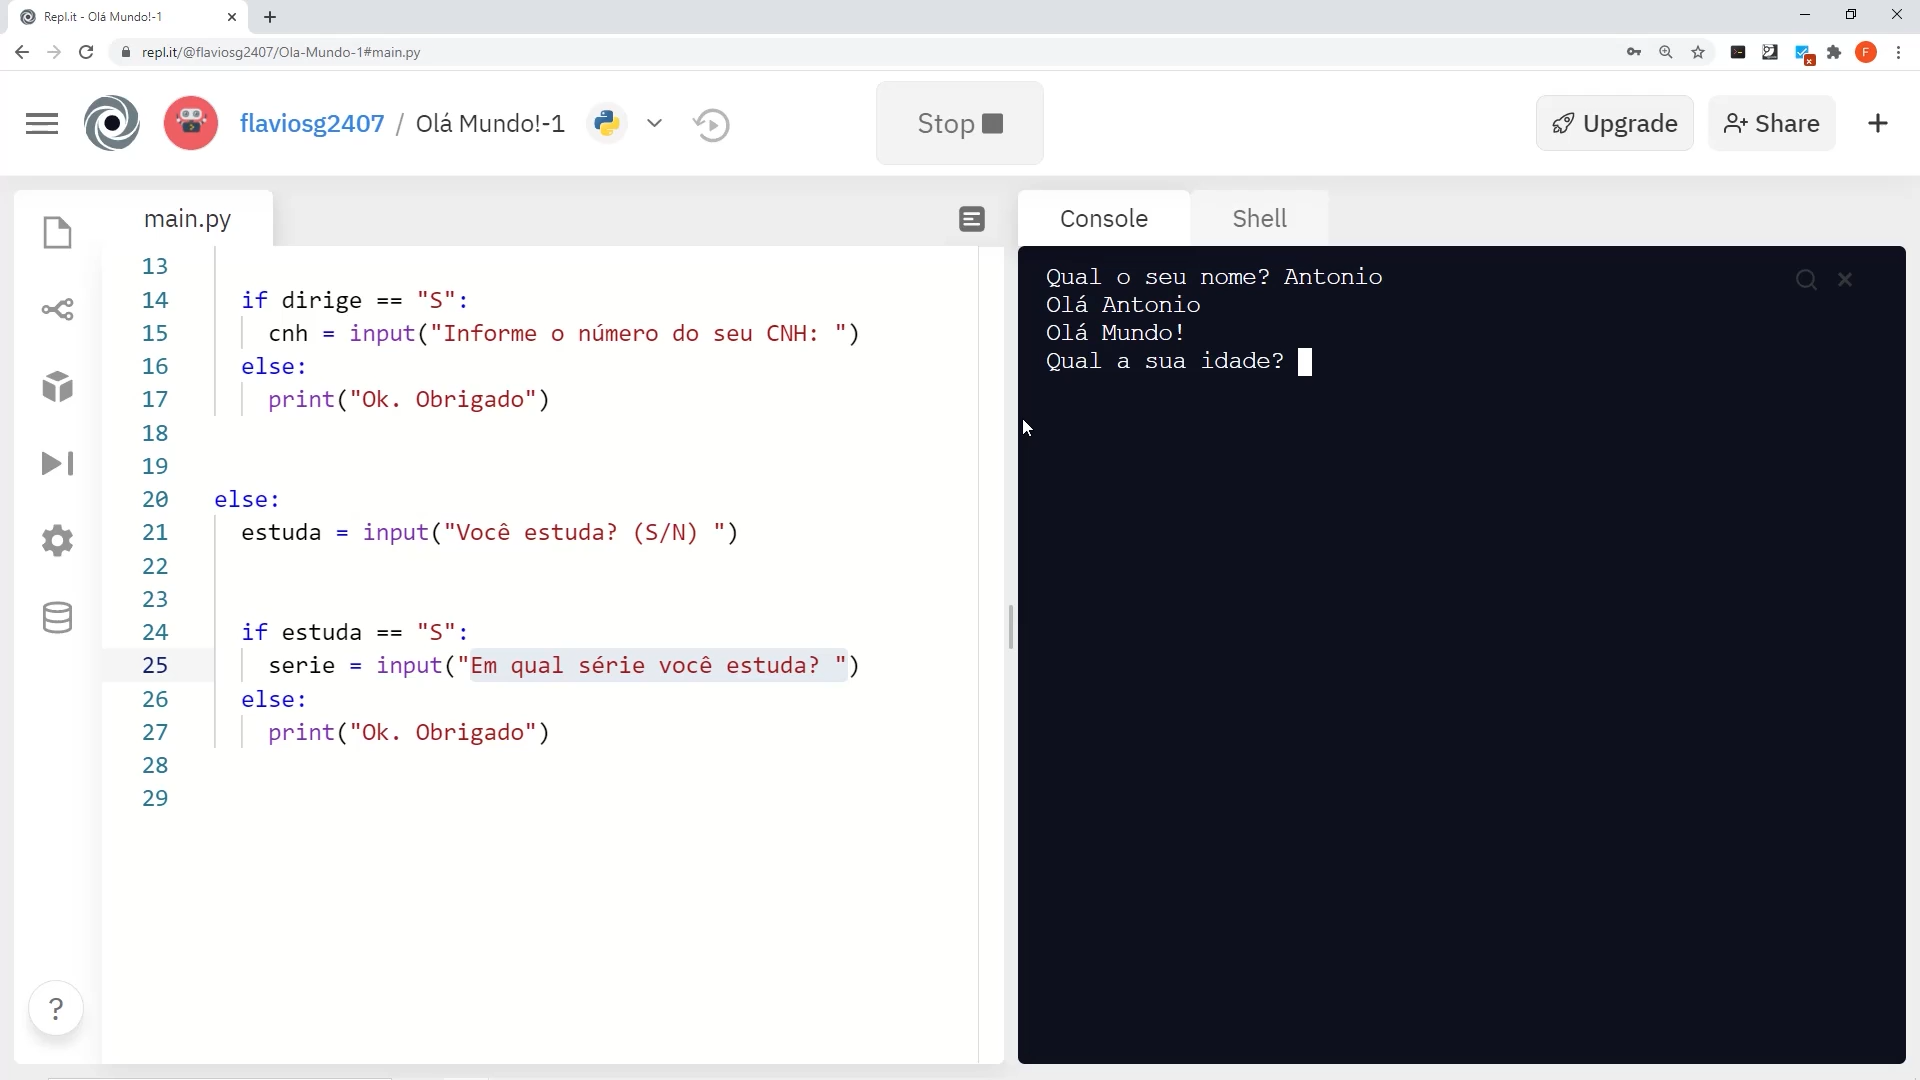 Repl.it - Olá Mundo!-1
repl.it/@flaviosg2407/Ola-Mundo-1#main.py
F
flaviosg2407 / Olá Mundo!-1
Stop
Upgrade
Share
main.py
Console
Shell
13
14 if dirige == "S":
15 cnh = input("Informe o número do seu CNH: ")
16 else:
17 print("Ok. Obrigado")
18
19
20 else:
21 estuda = input("Você estuda? (S/N) ")
22
23
24 if estuda == "S":
25 serie = input("Em qual série você estuda? ")
26 else:
27 print("Ok. Obrigado")
28
29
?
Qual o seu nome? Antonio
Olá Antonio
Olá Mundo!
Qual a sua idade?